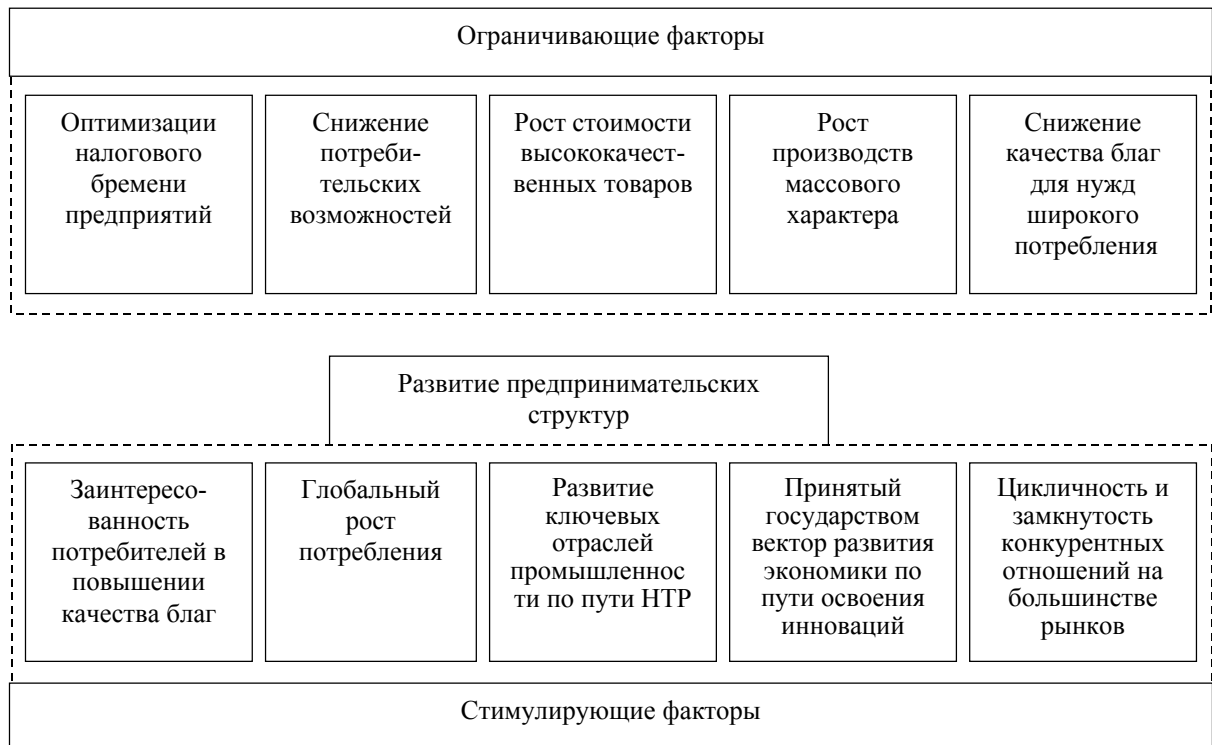 Ограничивающие факторы
Оптимизации
налогового
бремени
предприятий
Снижение
потреби-
тельских
возможностей
Рост стоимости
высококачест-
венных товаров
Рост
производств
массового
характера
Снижение
качества благ
для нужд
широкого
потребления
Развитие предпринимательских
структур
Заинтересо-
ванность
потребителей в
повышении
качества благ
Глобальный
рост
потребления
Развитие
ключевых
отраслей
промышленнос
ти по пути НТР
Принятый
государством
вектор развития
экономики по
пути освоения
инноваций
Цикличность и
замкнутость
конкурентных
отношений на
большинстве
рынков
Стимулирующие факторы